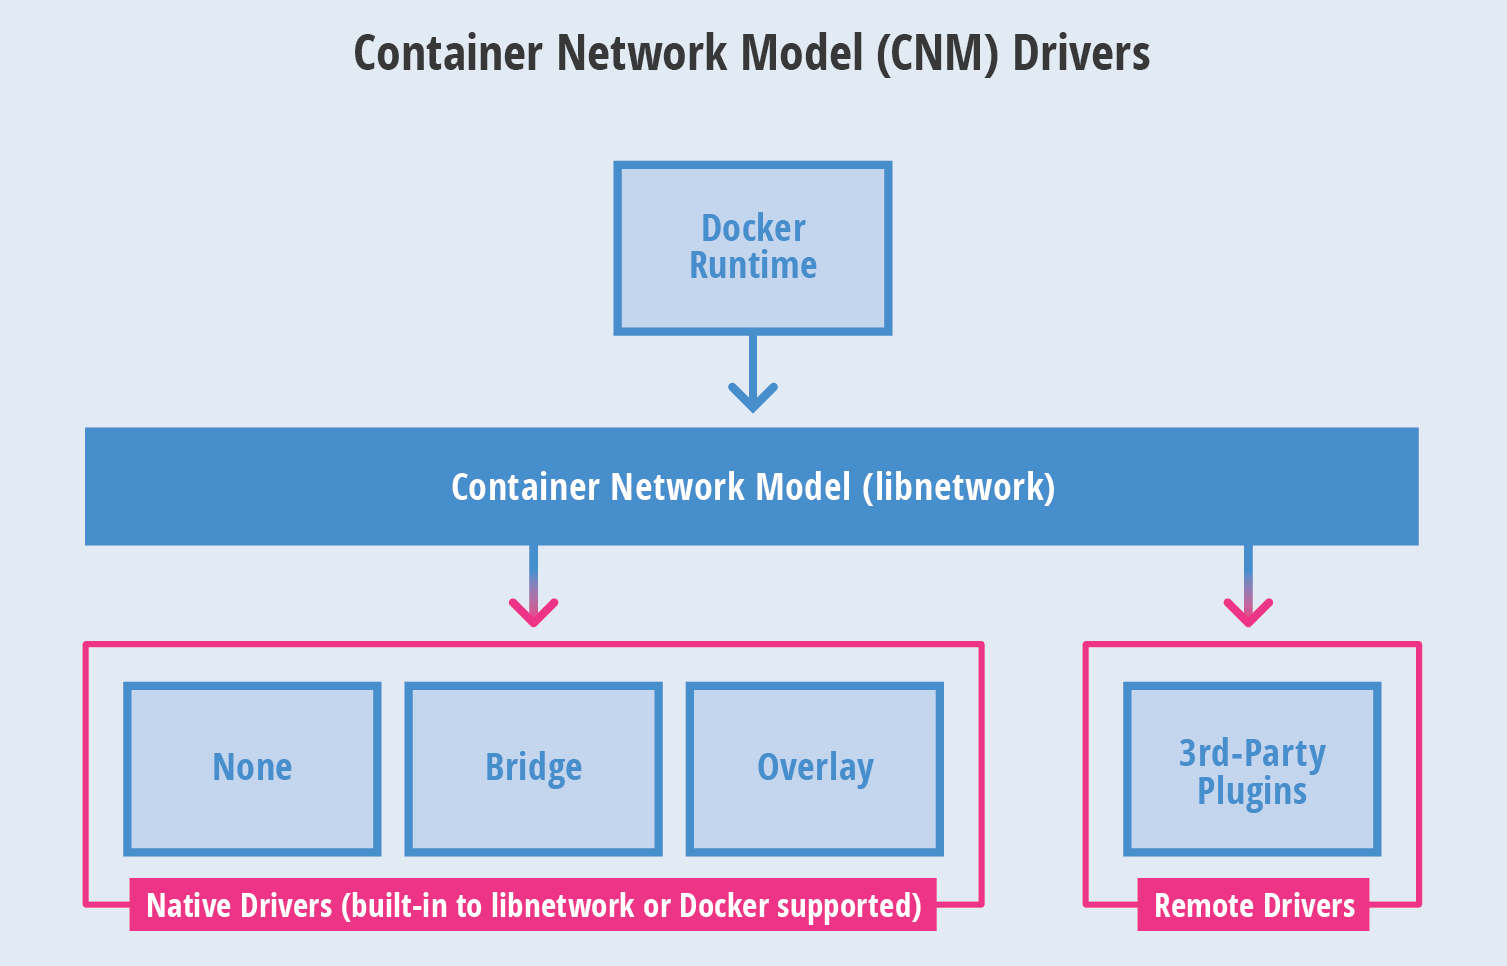 Container Network Model (CNM) Drivers
Docker
Runtime
Container Network Model (libnetwork)
None
Bridge
Overlay
3rd-Party
Plugins
Native Drivers (built-in to libnetwork or Docker supported)
Remote Drivers